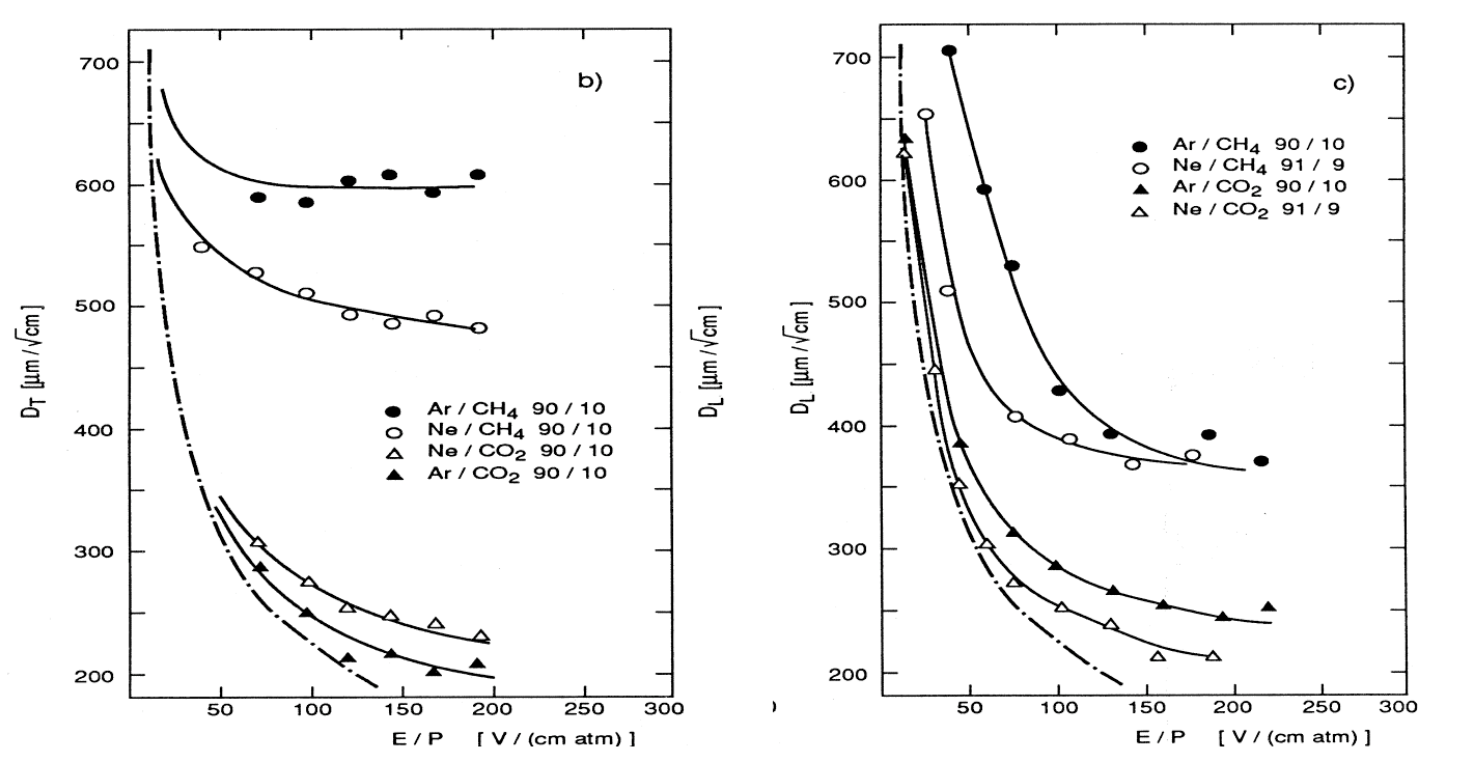 b)
700
600
500
400
300
200
D_T [μm/√cm]
Ar / CH₄ 90 / 10
Ne / CH₄ 90 / 10
Ne / CO₂ 90 / 10
Ar / CO₂ 90 / 10
50 100 150 200 250 300
E / P [ V / (cm atm) ]
D_L [μm/√cm]
c)
700
600
500
400
300
200
D_L [μm/√cm]
Ar / CH₄ 90 / 10
Ne / CH₄ 91 / 9
Ar / CO₂ 90 / 10
Ne / CO₂ 91 / 9
50 100 150 200 250 300
E / P [ V / (cm atm) ]